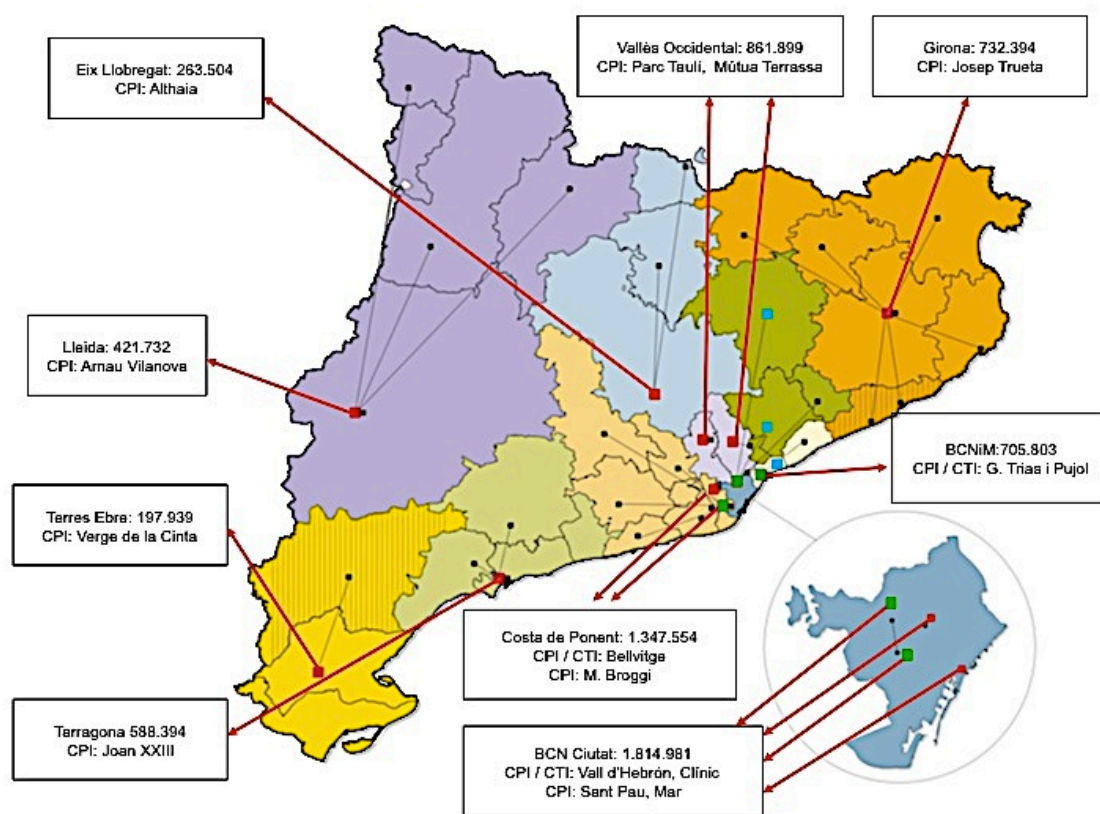 Eix Llobregat: 263.504
CPI: Althaia
Vallès Occidental: 861.899
CPI: Parc Taulí, Mútua Terrassa
Girona: 732.394
CPI: Josep Trueta
Lleida: 421.732
CPI: Arnau Vilanova
BCNiM:705.803
CPI / CTI: G. Trias i Pujol
Terres Ebre: 197.939
CPI: Verge de la Cinta
Costa de Ponent: 1.347.554
CPI / CTI: Bellvitge
CPI: M. Broggi
Tarragona 588.394
CPI: Joan XXIII
BCN Ciutat: 1.814.981
CPI / CTI: Vall d'Hebrón, Clínic
CPI: Sant Pau, Mar